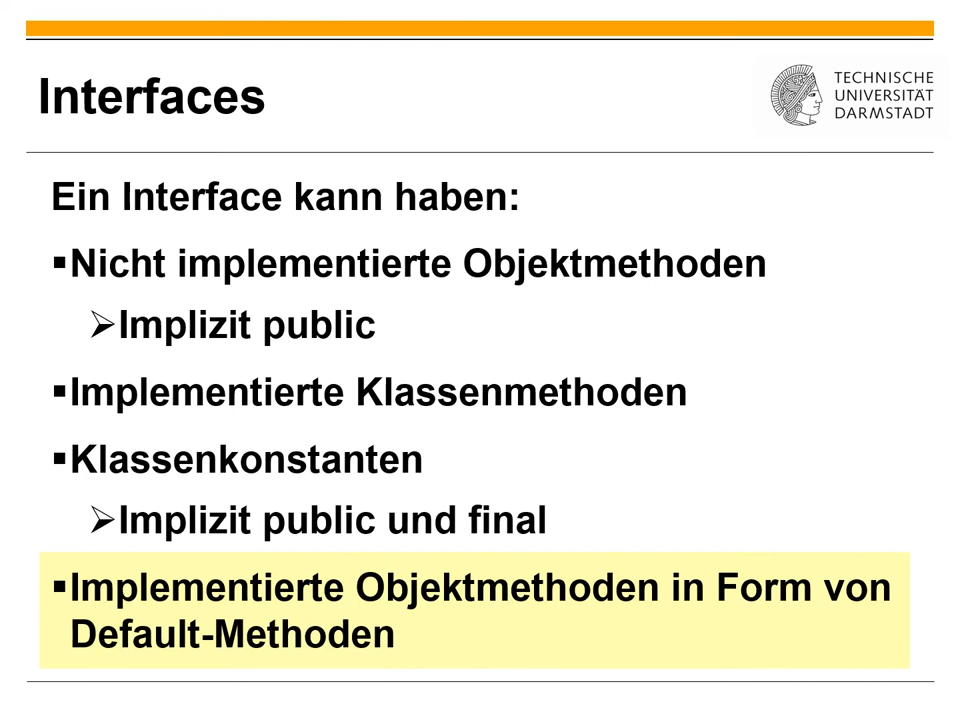 Interfaces
TECHNISCHE
UNIVERSITÄT
DARMSTADT
Ein Interface kann haben:
▪Nicht implementierte Objektmethoden
➢Implizit public
▪Implementierte Klassenmethoden
▪Klassenkonstanten
➢Implizit public und final
▪Implementierte Objektmethoden in Form von
Default-Methoden